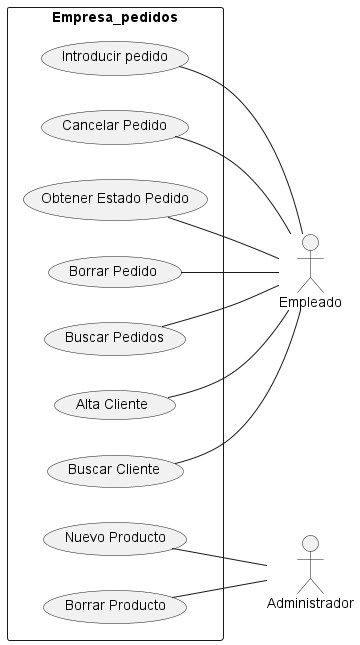 Empresa_pedidos
Introducir pedido
Cancelar Pedido
Obtener Estado Pedido
Borrar Pedido
Empleado
Buscar Pedidos
Alta Cliente
Buscar Cliente
Nuevo Producto
Administrador
Borrar Producto